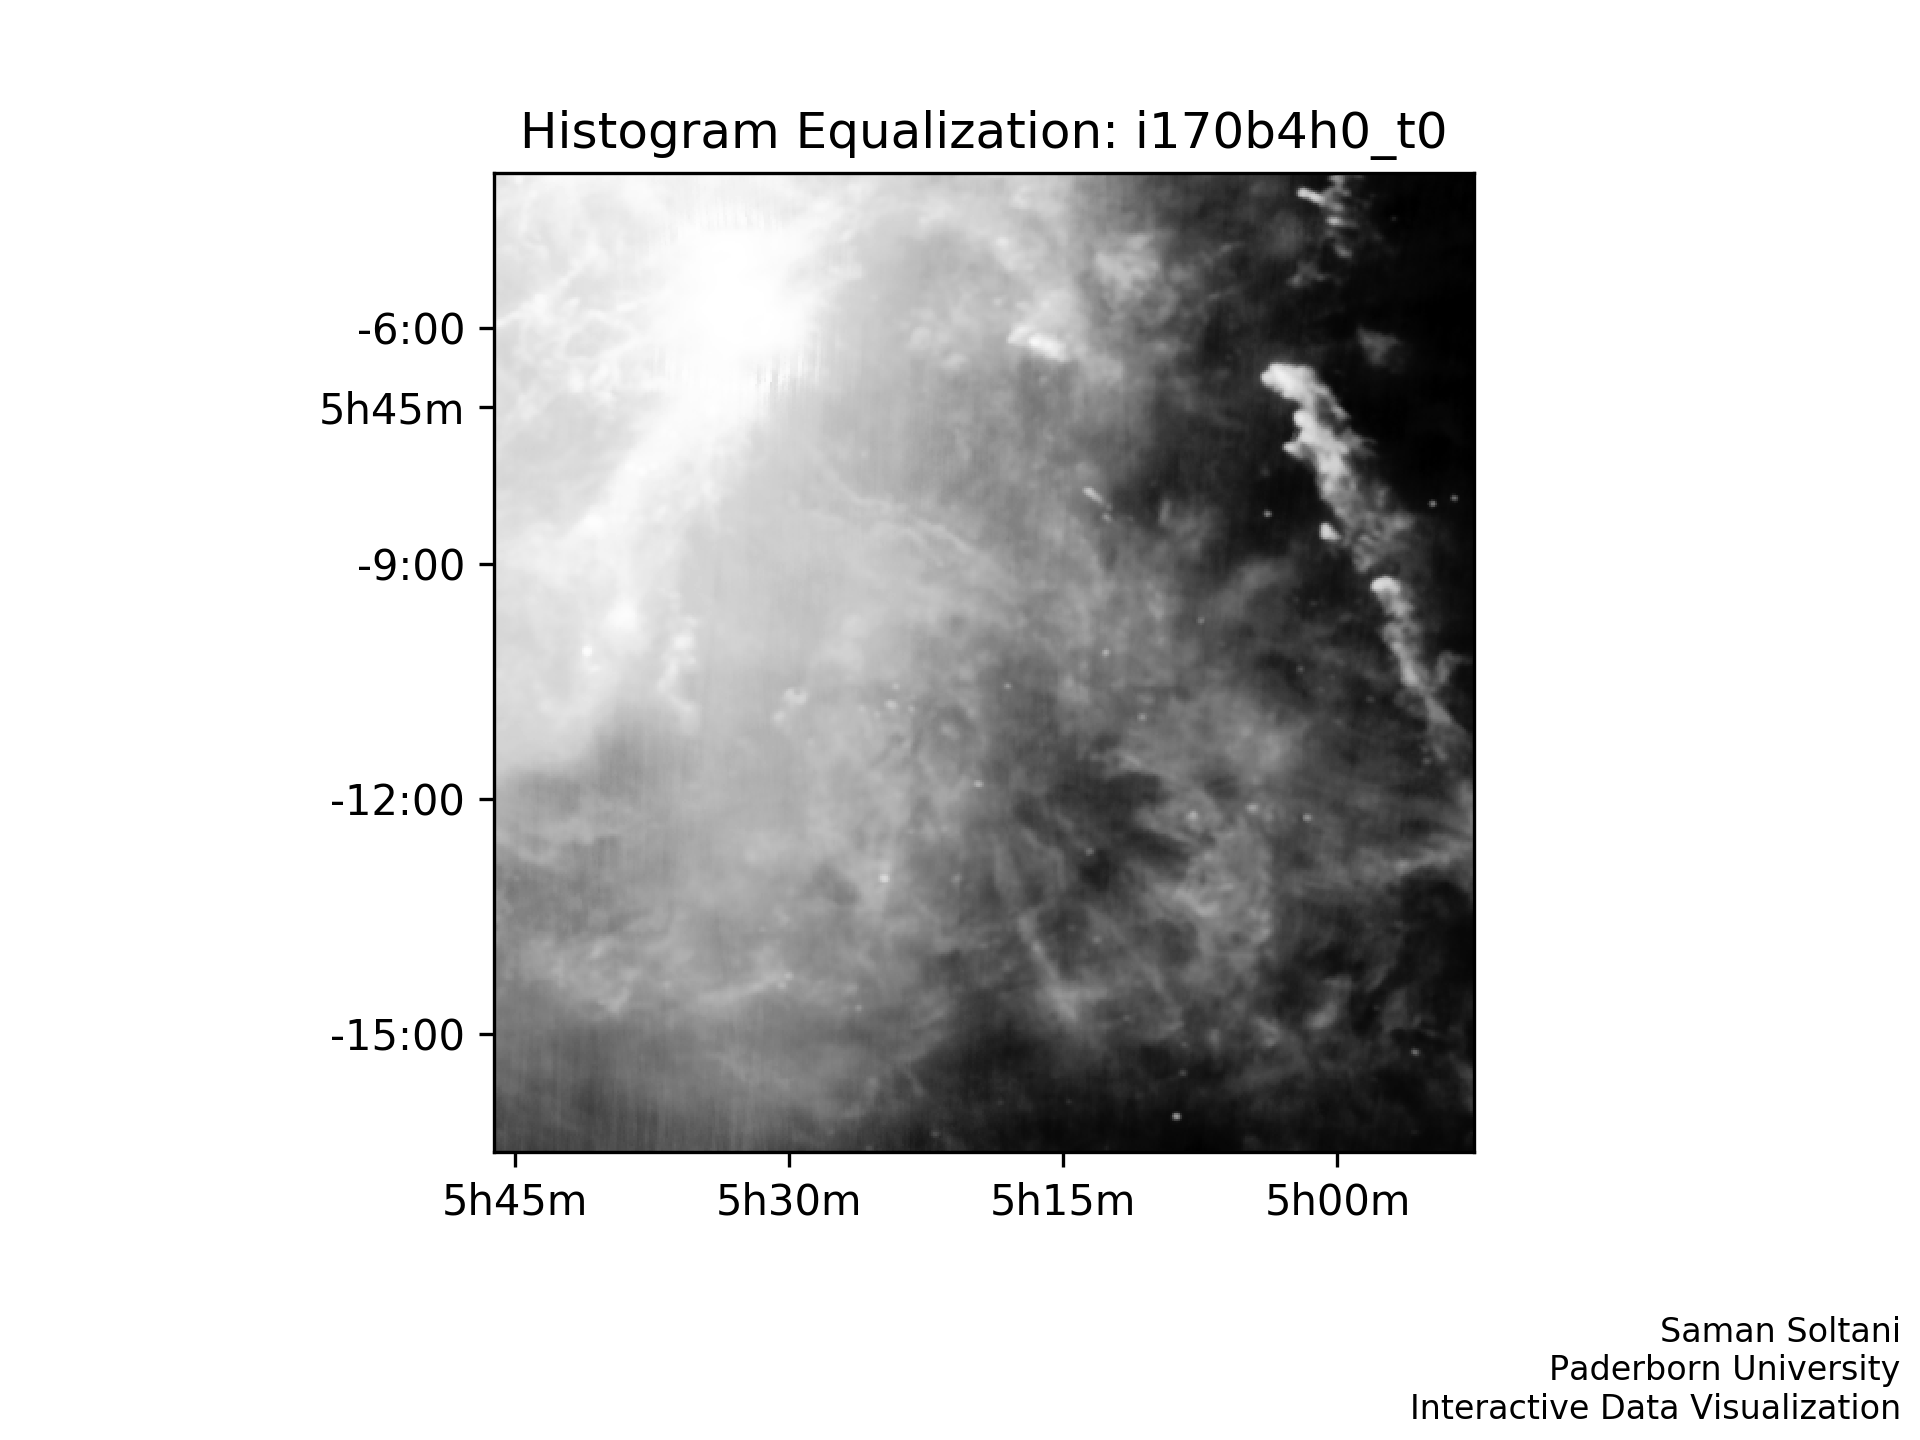 Histogram Equalization: i170b4h0_t0
-6:00
5h45m
-9:00
-12:00
-15:00
5h45m 5h30m 5h15m 5h00m
Saman Soltani
Paderborn University
Interactive Data Visualization